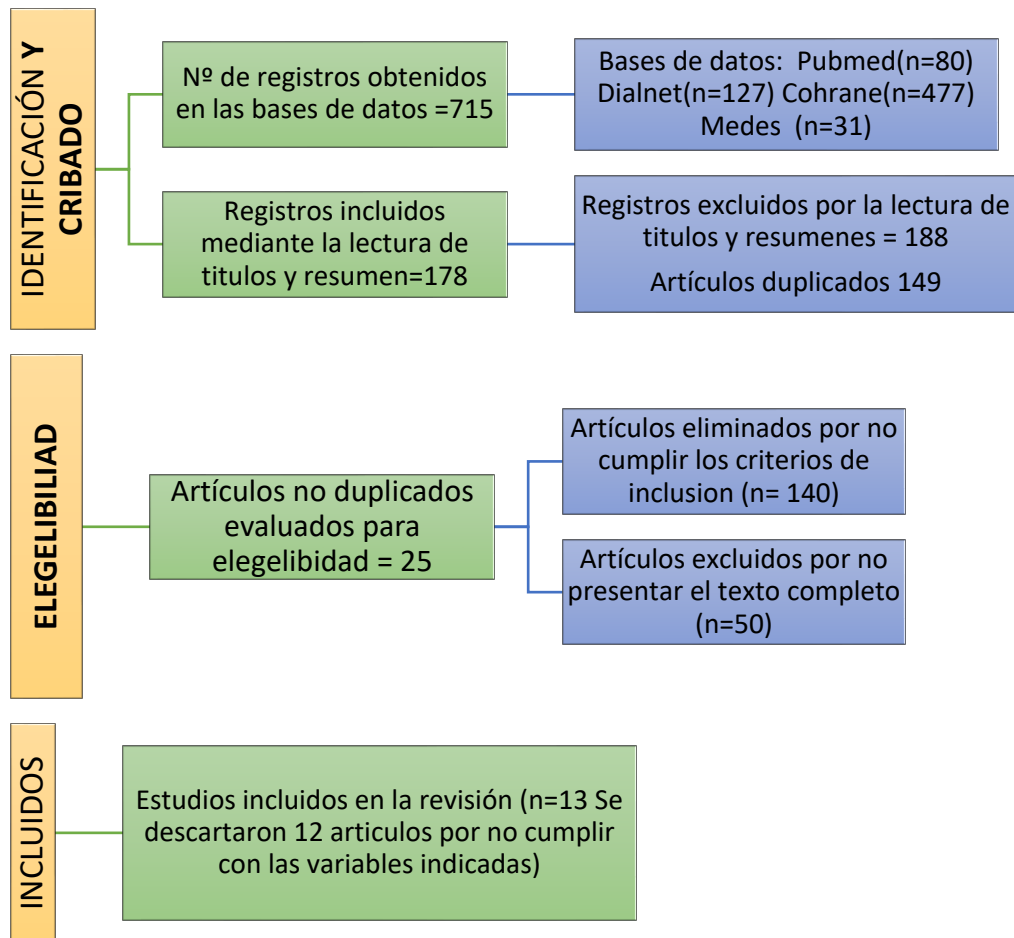 IDENTIFICACIÓN Y
CRIBADO
Nº de registros obtenidos
en las bases de datos =715
Bases de datos: Pubmed(n=80)
Dialnet(n=127) Cohrane(n=477)
Medes (n=31)
Registros incluidos
mediante la lectura de
titulos y resumen=178
Registros excluidos por la lectura de
titulos y resumenes = 188
Artículos duplicados 149
ELEGELIBILIAD
Artículos no duplicados
evaluados para
elegelibidad = 25
Artículos eliminados por no
cumplir los criterios de
inclusion (n= 140)
Artículos excluidos por no
presentar el texto completo
(n=50)
INCLUIDOS
Estudios incluidos en la revisión (n=13 Se
descartaron 12 articulos por no cumplir
con las variables indicadas)